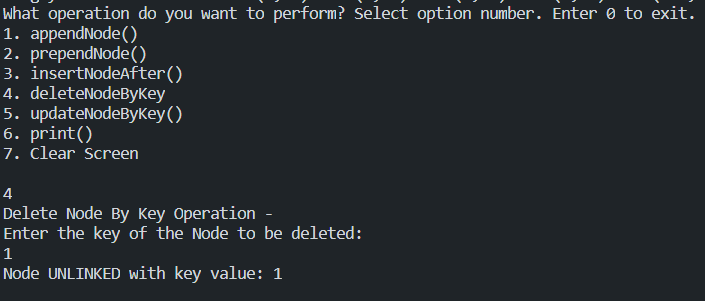 What operation do you want to perform? Select option number. Enter 0 to exit.
1. appendNode()
2. prependNode()
3. insertNodeAfter()
4. deleteNodeByKey
5. updateNodeByKey()
6. print()
7. Clear Screen
4
Delete Node By Key Operation -
Enter the key of the Node to be deleted:
1
Node UNLINKED with key value: 1